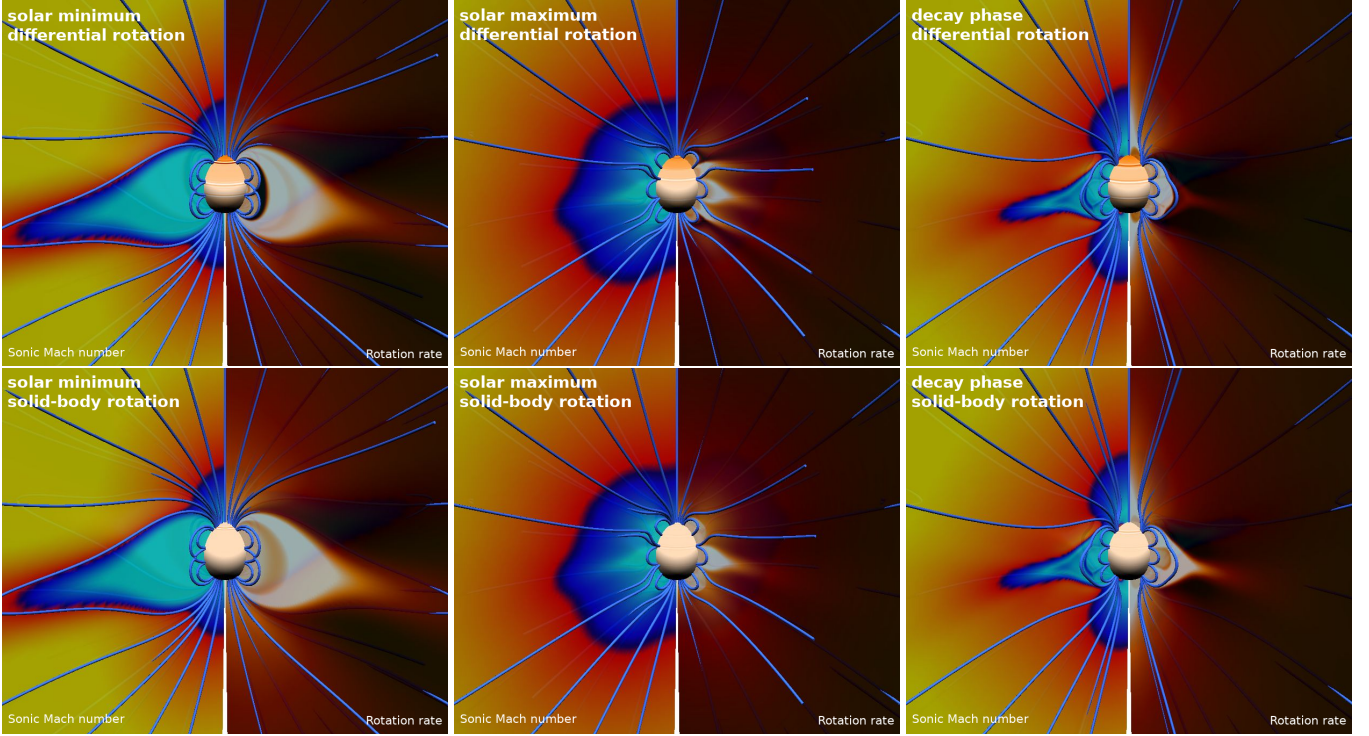 solar minimum
differential rotation
Sonic Mach number
Rotation rate
solar maximum
differential rotation
Sonic Mach number
Rotation rate
decay phase
differential rotation
Sonic Mach number
Rotation rate
solar minimum
solid-body rotation
Sonic Mach number
Rotation rate
solar maximum
solid-body rotation
Sonic Mach number
Rotation rate
decay phase
solid-body rotation
Sonic Mach number
Rotation rate